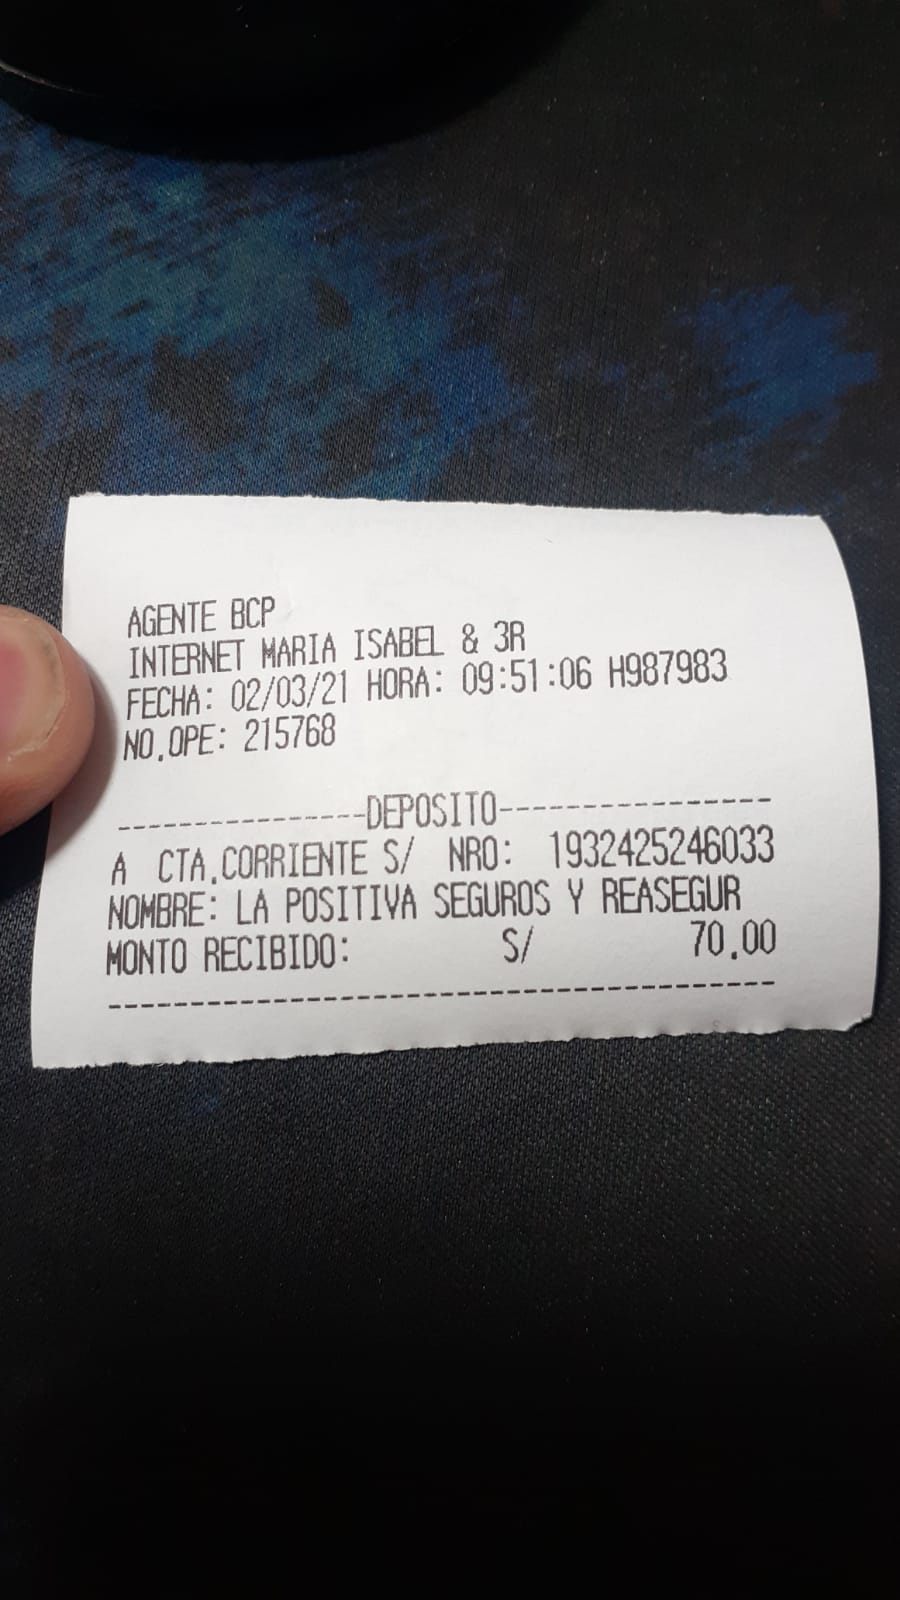 AGENTE BCP
INTERNET MARIA ISABEL & 3R
FECHA: 02/03/21 HORA: 09:51:06 H987983
NO.OPE: 215768
----------------DEPOSITO-----------------
A CTA.CORRIENTE S/ NRO: 1932425246033
NOMBRE: LA POSITIVA SEGUROS Y REASEGUR
MONTO RECIBIDO: S/ 70.00
-----------------------------------------